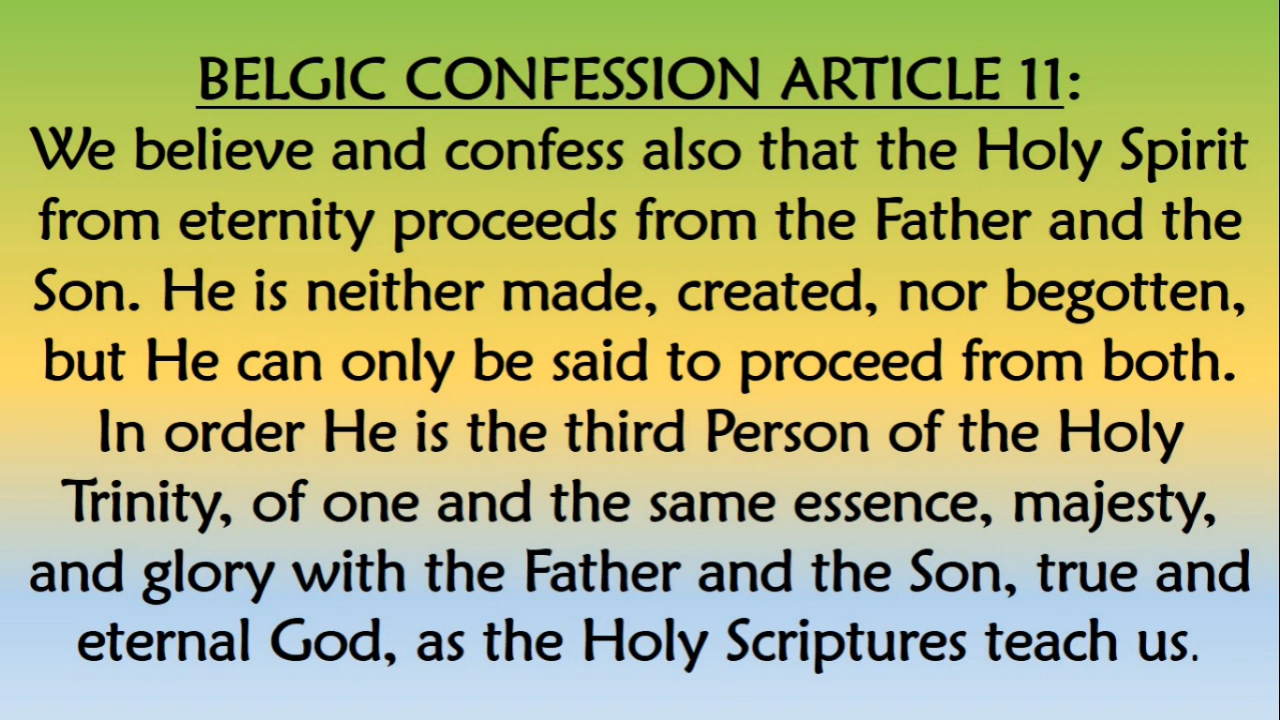 BELGIC CONFESSION ARTICLE 11:
We believe and confess also that the Holy Spirit
from eternity proceeds from the Father and the
Son. He is neither made, created, nor begotten,
but He can only be said to proceed from both.
In order He is the third Person of the Holy
Trinity, of one and the same essence, majesty,
and glory with the Father and the Son, true and
eternal God, as the Holy Scriptures teach us.